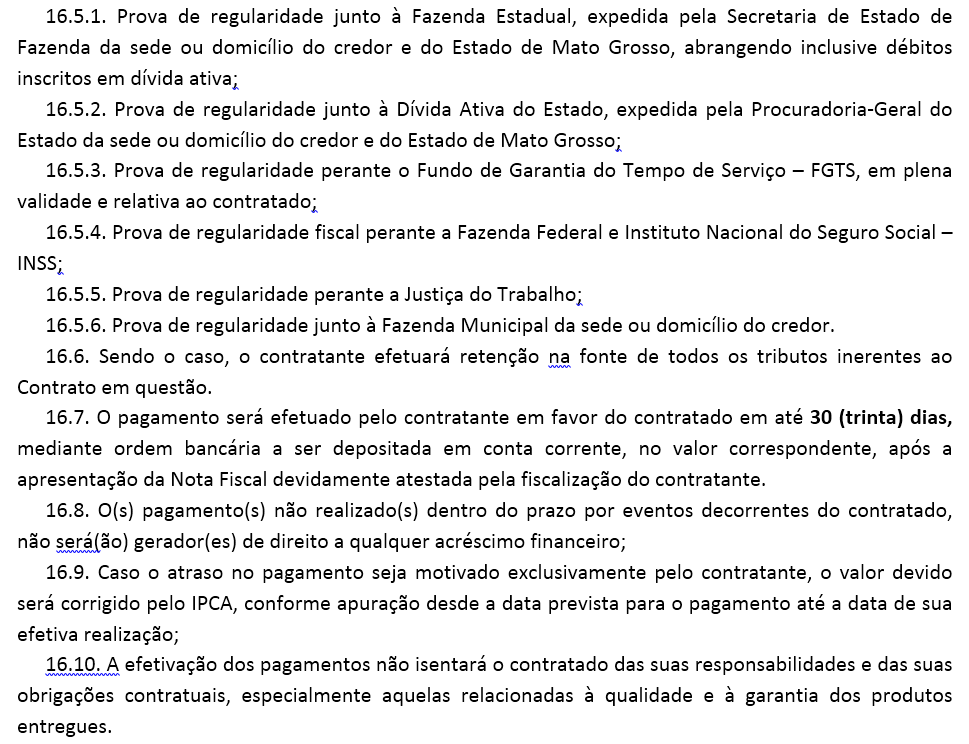 16.5.1. Prova de regularidade junto à Fazenda Estadual, expedida pela Secretaria de Estado de
Fazenda da sede ou domicílio do credor e do Estado de Mato Grosso, abrangendo inclusive débitos
inscritos em dívida ativa;
16.5.2. Prova de regularidade junto à Dívida Ativa do Estado, expedida pela Procuradoria-Geral do
Estado da sede ou domicílio do credor e do Estado de Mato Grosso;
16.5.3. Prova de regularidade perante o Fundo de Garantia do Tempo de Serviço – FGTS, em plena
validade e relativa ao contratado;
16.5.4. Prova de regularidade fiscal perante a Fazenda Federal e Instituto Nacional do Seguro Social –
INSS;
16.5.5. Prova de regularidade perante a Justiça do Trabalho;
16.5.6. Prova de regularidade junto à Fazenda Municipal da sede ou domicílio do credor.
16.6. Sendo o caso, o contratante efetuará retenção na fonte de todos os tributos inerentes ao
Contrato em questão.
16.7. O pagamento será efetuado pelo contratante em favor do contratado em até 30 (trinta) dias,
mediante ordem bancária a ser depositada em conta corrente, no valor correspondente, após a
apresentação da Nota Fiscal devidamente atestada pela fiscalização do contratante.
16.8. O(s) pagamento(s) não realizado(s) dentro do prazo por eventos decorrentes do contratado,
não será(ão) gerador(es) de direito a qualquer acréscimo financeiro;
16.9. Caso o atraso no pagamento seja motivado exclusivamente pelo contratante, o valor devido
será corrigido pelo IPCA, conforme apuração desde a data prevista para o pagamento até a data de sua
efetiva realização;
16.10. A efetivação dos pagamentos não isentará o contratado das suas responsabilidades e das suas
obrigações contratuais, especialmente aquelas relacionadas à qualidade e à garantia dos produtos
entregues.